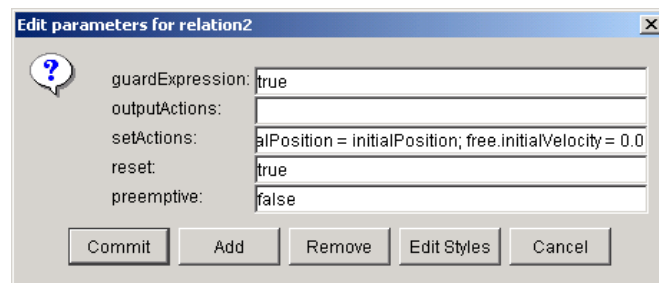 Edit parameters for relation2
?
guardExpression: true
outputActions:
setActions: alPosition = initialPosition; free.initialVelocity = 0.0
reset: true
preemptive: false
Commit Add Remove Edit Styles Cancel